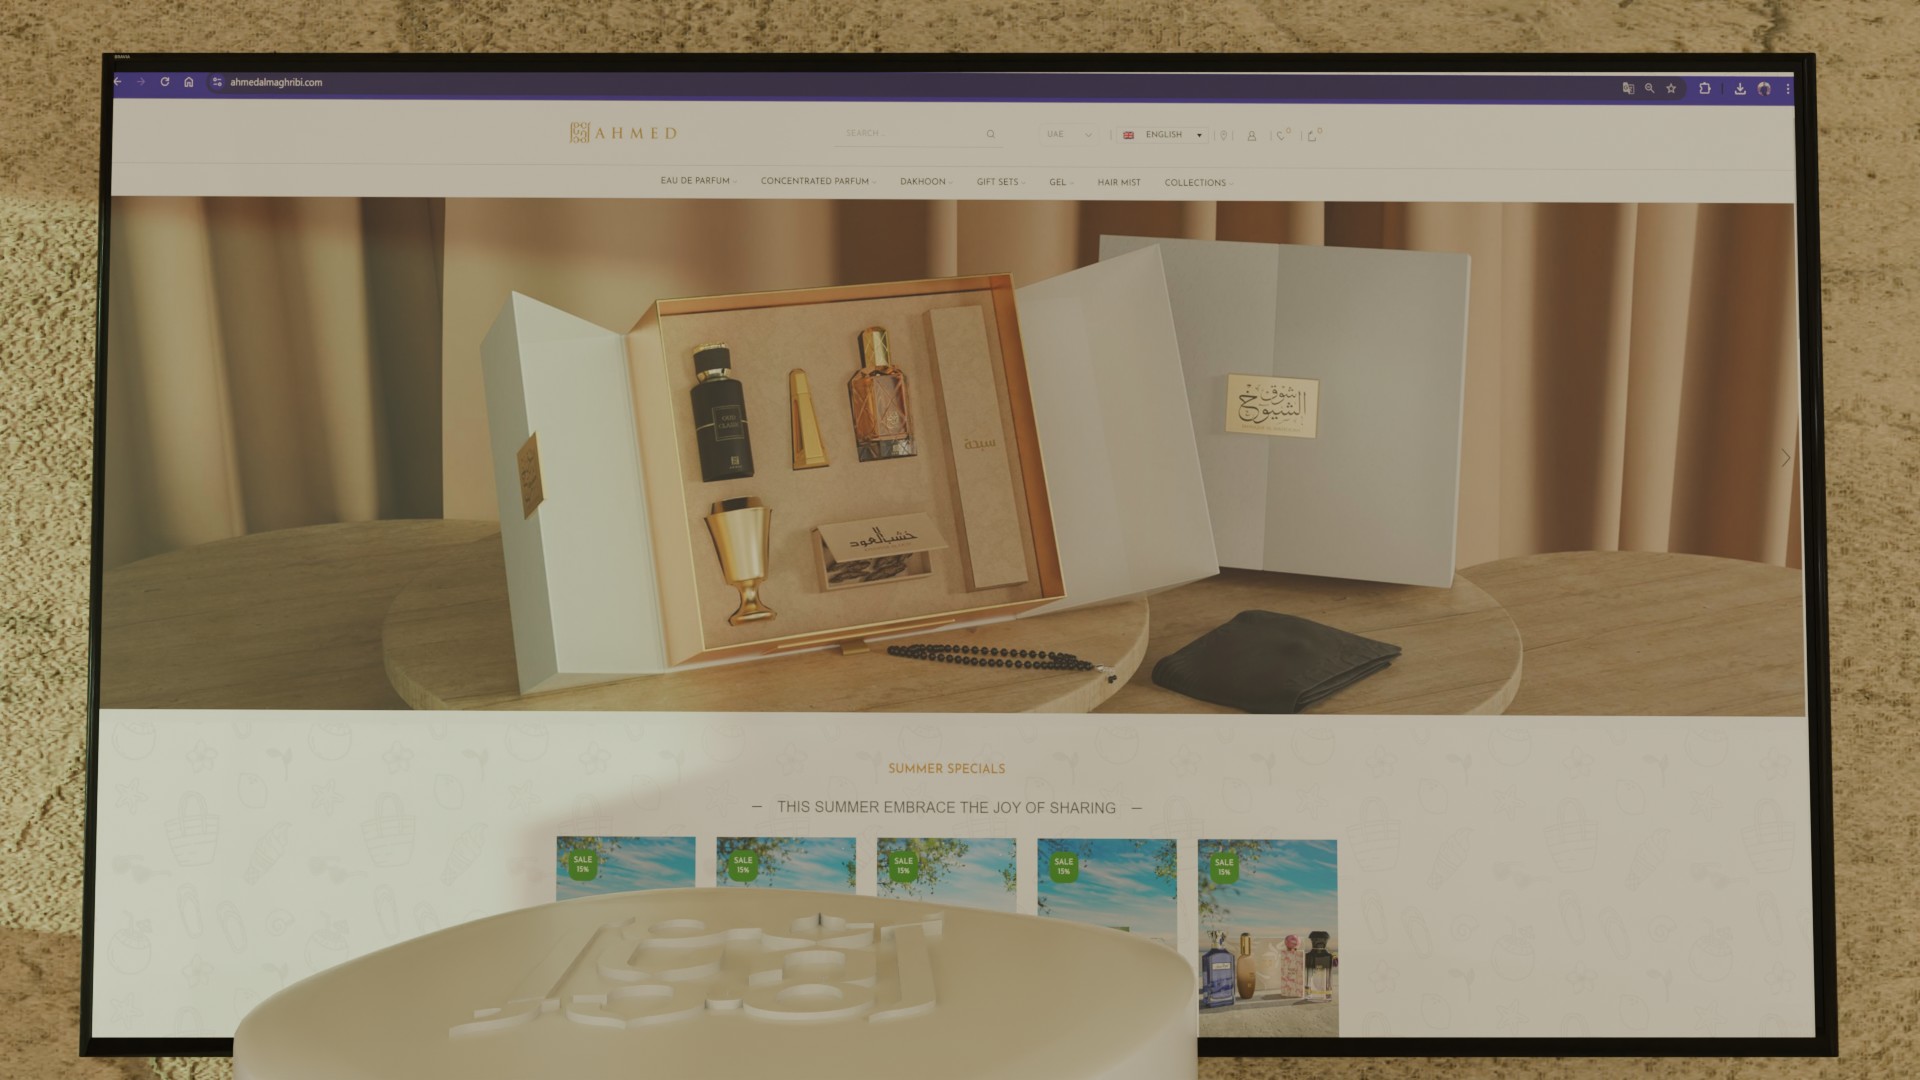 ahmedalmaghribi.com
AHMED
SEARCH ..
UAE
ENGLISH
EAU DE PARFUM
CONCENTRATED PARFUM
DAKHOON
GIFT SETS
GEL
HAIR MIST
COLLECTIONS
شوق الشيوخ
OUD
سبحة
خشب العود
SUMMER SPECIALS
— THIS SUMMER EMBRACE THE JOY OF SHARING —
SALE 15%
SALE 15%
SALE 15%
SALE 15%
SALE 15%